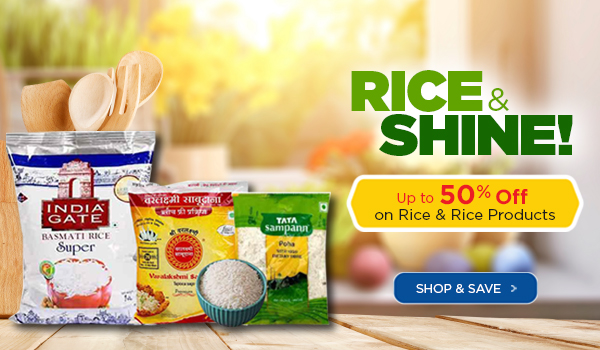 RICE &
SHINE!
Up to 50% Off
on Rice & Rice Products
SHOP & SAVE >
INDIA
GATE
BASMATI RICE
Super
TATA
sampann
Poha